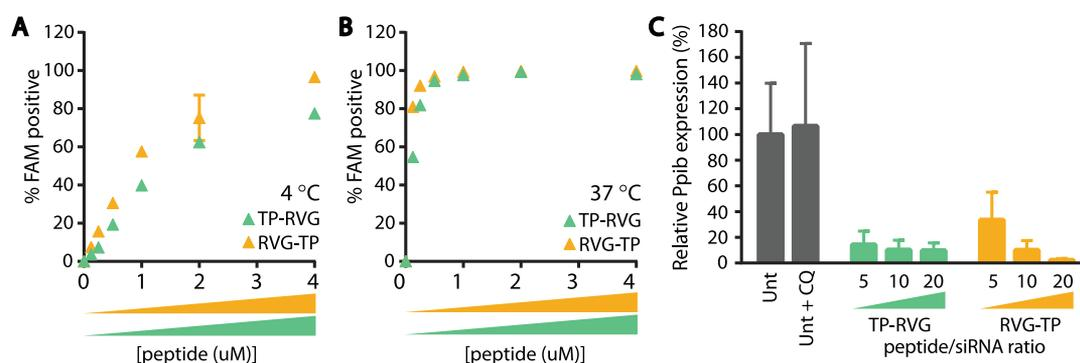 A
% FAM positive
120
100
80
60
40
20
0
0 1 2 3 4
4 °C
TP-RVG
RVG-TP
[peptide (uM)]
B
% FAM positive
120
100
80
60
40
20
0
0 1 2 3 4
37 °C
TP-RVG
RVG-TP
[peptide (uM)]
C
Relative Ppib expression (%)
180
160
140
120
100
80
60
40
20
0
Unt
Unt + CQ
5 10 20
5 10 20
TP-RVG
RVG-TP
peptide/siRNA ratio